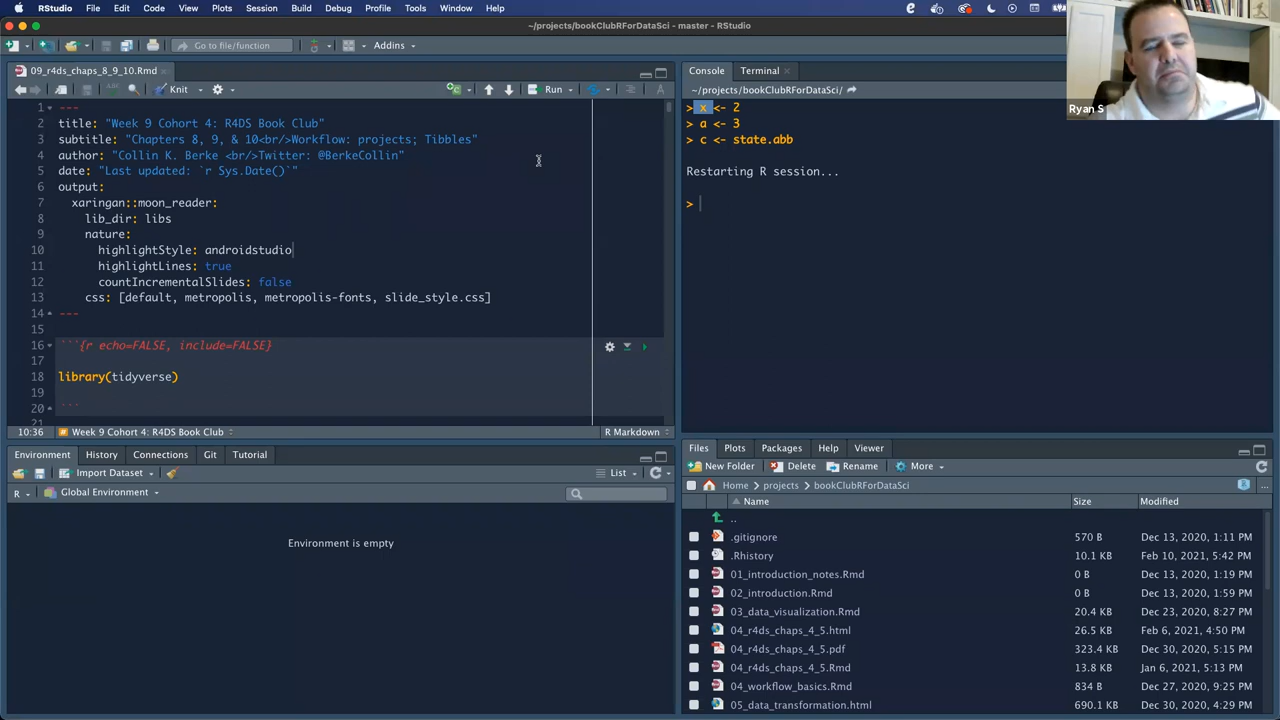 RStudio File Edit Code View Plots Session Build Debug Profile Tools Window Help
~/projects/bookClubRForDataSci - master - RStudio
Go to file/function Addins
09_r4ds_chaps_8_9_10.Rmd
Knit Run
1 ---
2 title: "Week 9 Cohort 4: R4DS Book Club"
3 subtitle: "Chapters 8, 9, & 10<br/>Workflow: projects; Tibbles"
4 author: "Collin K. Berke <br/>Twitter: @BerkeCollin"
5 date: "Last updated: `r Sys.Date()`"
6 output:
7 xaringan::moon_reader:
8 lib_dir: libs
9 nature:
10 highlightStyle: androidstudio
11 highlightLines: true
12 countIncrementalSlides: false
13 css: [default, metropolis, metropolis-fonts, slide_style.css]
14 ---
15
16 ```{r echo=FALSE, include=FALSE}
17
18 library(tidyverse)
19
20 ```
21
10:36 Week 9 Cohort 4: R4DS Book Club R Markdown
Environment History Connections Git Tutorial
Import Dataset List
R Global Environment
Environment is empty
Console Terminal
~/projects/bookClubRForDataSci/
> x <- 2
> a <- 3
> c <- state.abb
Restarting R session...
>
Ryan S
Files Plots Packages Help Viewer
New Folder Delete Rename More
Home projects bookClubRForDataSci ...
Name Size Modified
..
.gitignore 570 B Dec 13, 2020, 1:11 PM
.Rhistory 10.1 KB Feb 10, 2021, 5:42 PM
01_introduction_notes.Rmd 0 B Dec 13, 2020, 1:19 PM
02_introduction.Rmd 0 B Dec 13, 2020, 1:59 PM
03_data_visualization.Rmd 20.4 KB Dec 23, 2020, 8:27 PM
04_r4ds_chaps_4_5.html 26.5 KB Feb 6, 2021, 4:50 PM
04_r4ds_chaps_4_5.pdf 323.4 KB Dec 30, 2020, 5:15 PM
04_r4ds_chaps_4_5.Rmd 13.8 KB Jan 6, 2021, 5:13 PM
04_workflow_basics.Rmd 834 B Dec 27, 2020, 9:25 PM
05_data_transformation.html 690.1 KB Dec 30, 2020, 4:29 PM